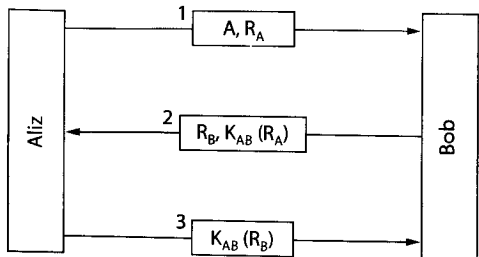 Aliz
1
A, R_A
2
R_B, K_AB (R_A)
3
K_AB (R_B)
Bob